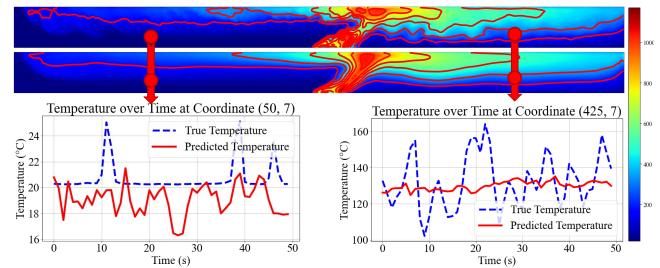 1000
800
600
400
200
Temperature over Time at Coordinate (50, 7)
True Temperature
Predicted Temperature
Temperature (°C)
24
22
20
18
16
0
10
20
30
40
50
Time (s)
Temperature over Time at Coordinate (425, 7)
True Temperature
Predicted Temperature
Temperature (°C)
160
140
120
100
0
10
20
30
40
50
Time (s)